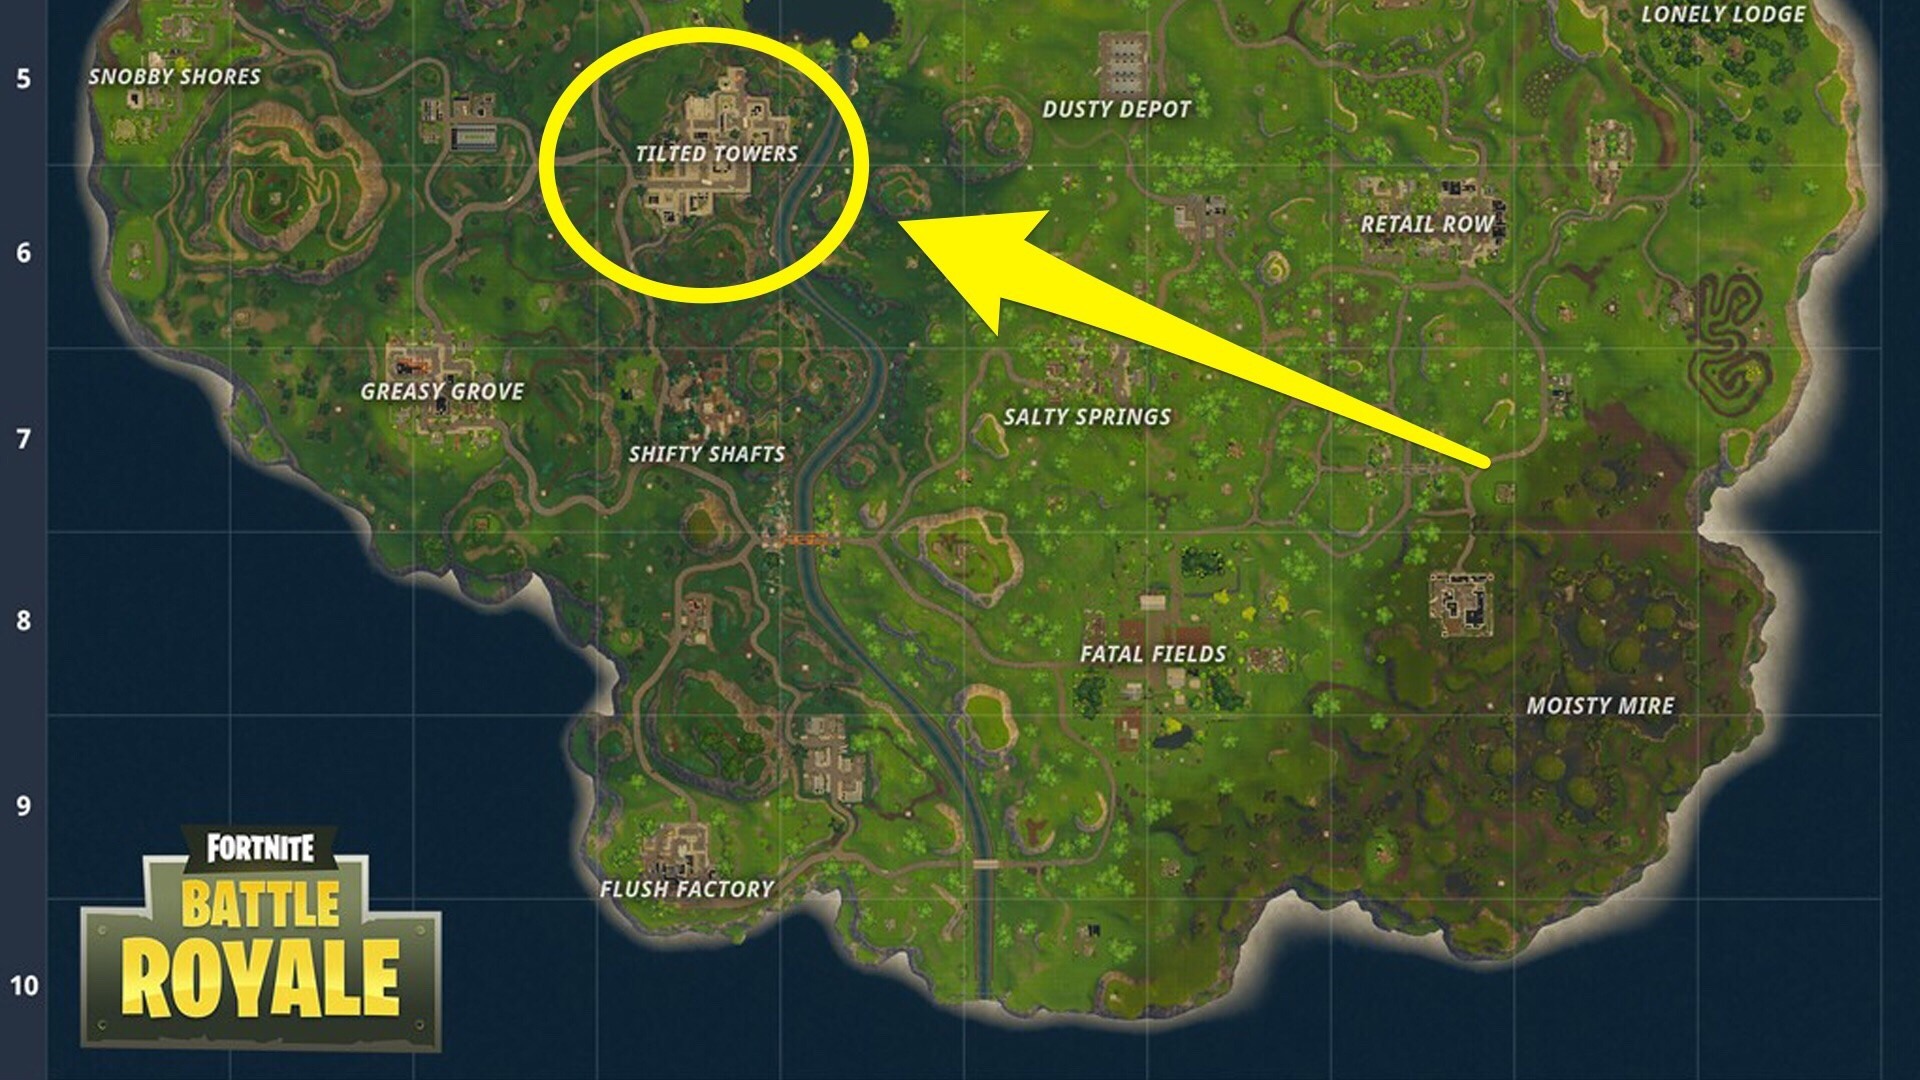 LONELY LODGE
5
SNOBBY SHORES
DUSTY DEPOT
TILTED TOWERS
RETAIL ROW
6
GREASY GROVE
SALTY SPRINGS
7
SHIFTY SHAFTS
8
FATAL FIELDS
MOISTY MIRE
9
FLUSH FACTORY
10
FORTNITE
BATTLE
ROYALE